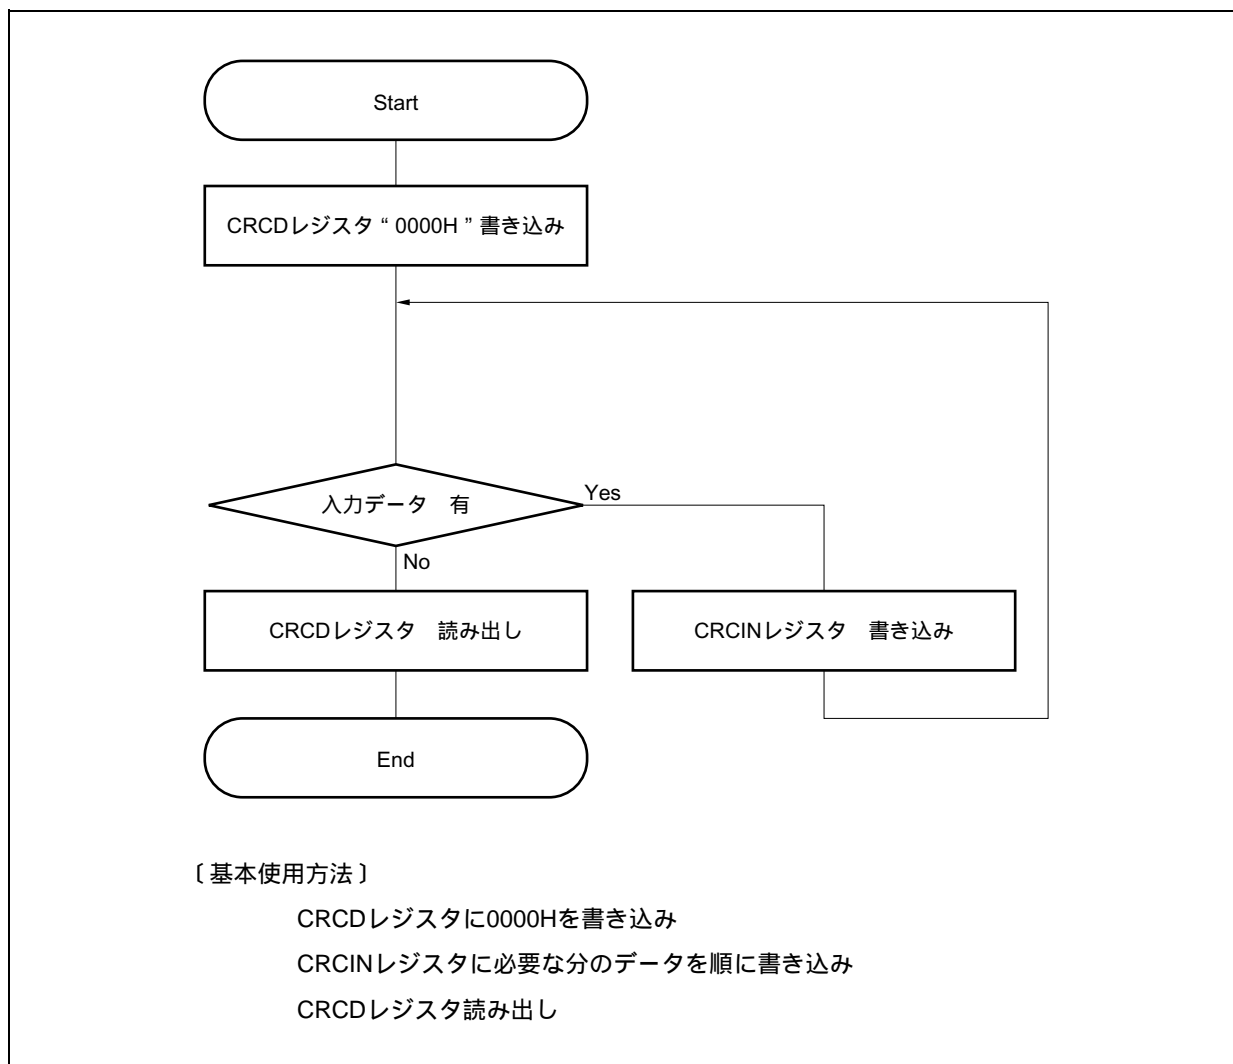 Start
CRCDレジスタ “ 0000H ” 書き込み
入力データ　有
Yes
No
CRCDレジスタ　読み出し
CRCINレジスタ　書き込み
End
〔基本使用方法〕
CRCDレジスタに0000Hを書き込み
CRCINレジスタに必要な分のデータを順に書き込み
CRCDレジスタ読み出し